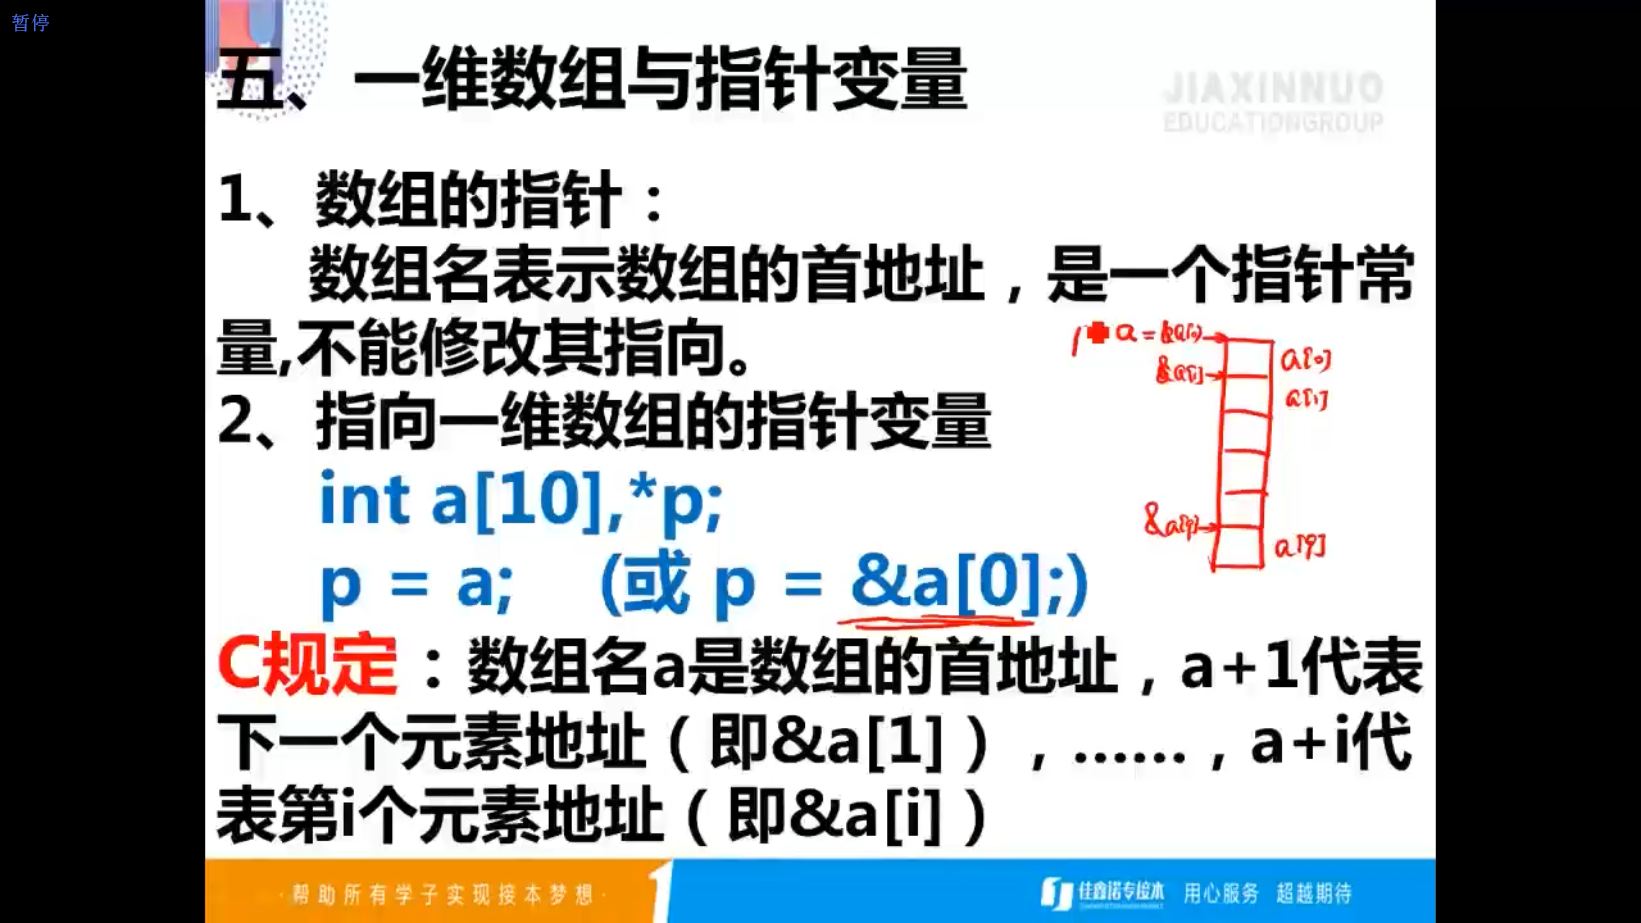 暂停
五、一维数组与指针变量
JIAXINNUO
EDUCATIONGROUP
1、数组的指针：
数组名表示数组的首地址，是一个指针常
量,不能修改其指向。
a = &a[0]
a[0]
&a[1]
a[1]
2、指向一维数组的指针变量
int a[10],*p;
&a[9]
a[9]
p = a; (或 p = &a[0];)
C规定：数组名a是数组的首地址，a+1代表
下一个元素地址（即&a[1]），……，a+i代
表第i个元素地址（即&a[i]）
·帮助所有学子实现接本梦想·
佳鑫诺专接本
用心服务 超越期待